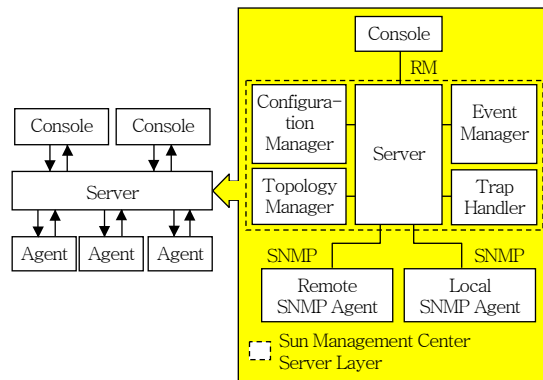 Console
Console
Server
Agent
Agent
Agent
Console
RM
Configura-
tion
Manager
Topology
Manager
Server
Event
Manager
Trap
Handler
SNMP
SNMP
Remote
SNMP Agent
Local
SNMP Agent
Sun Management Center
Server Layer